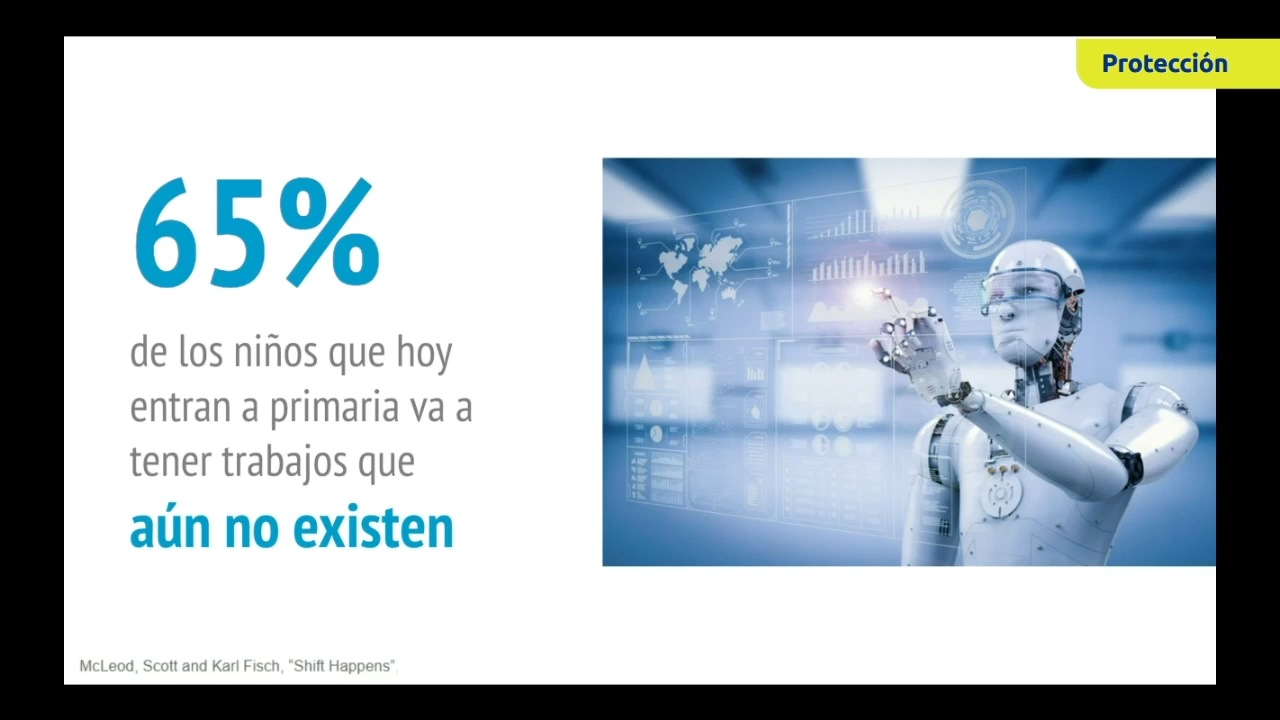 Protección
65%
de los niños que hoy
entran a primaria va a
tener trabajos que
aún no existen
McLeod, Scott and Karl Fisch, “Shift Happens”.